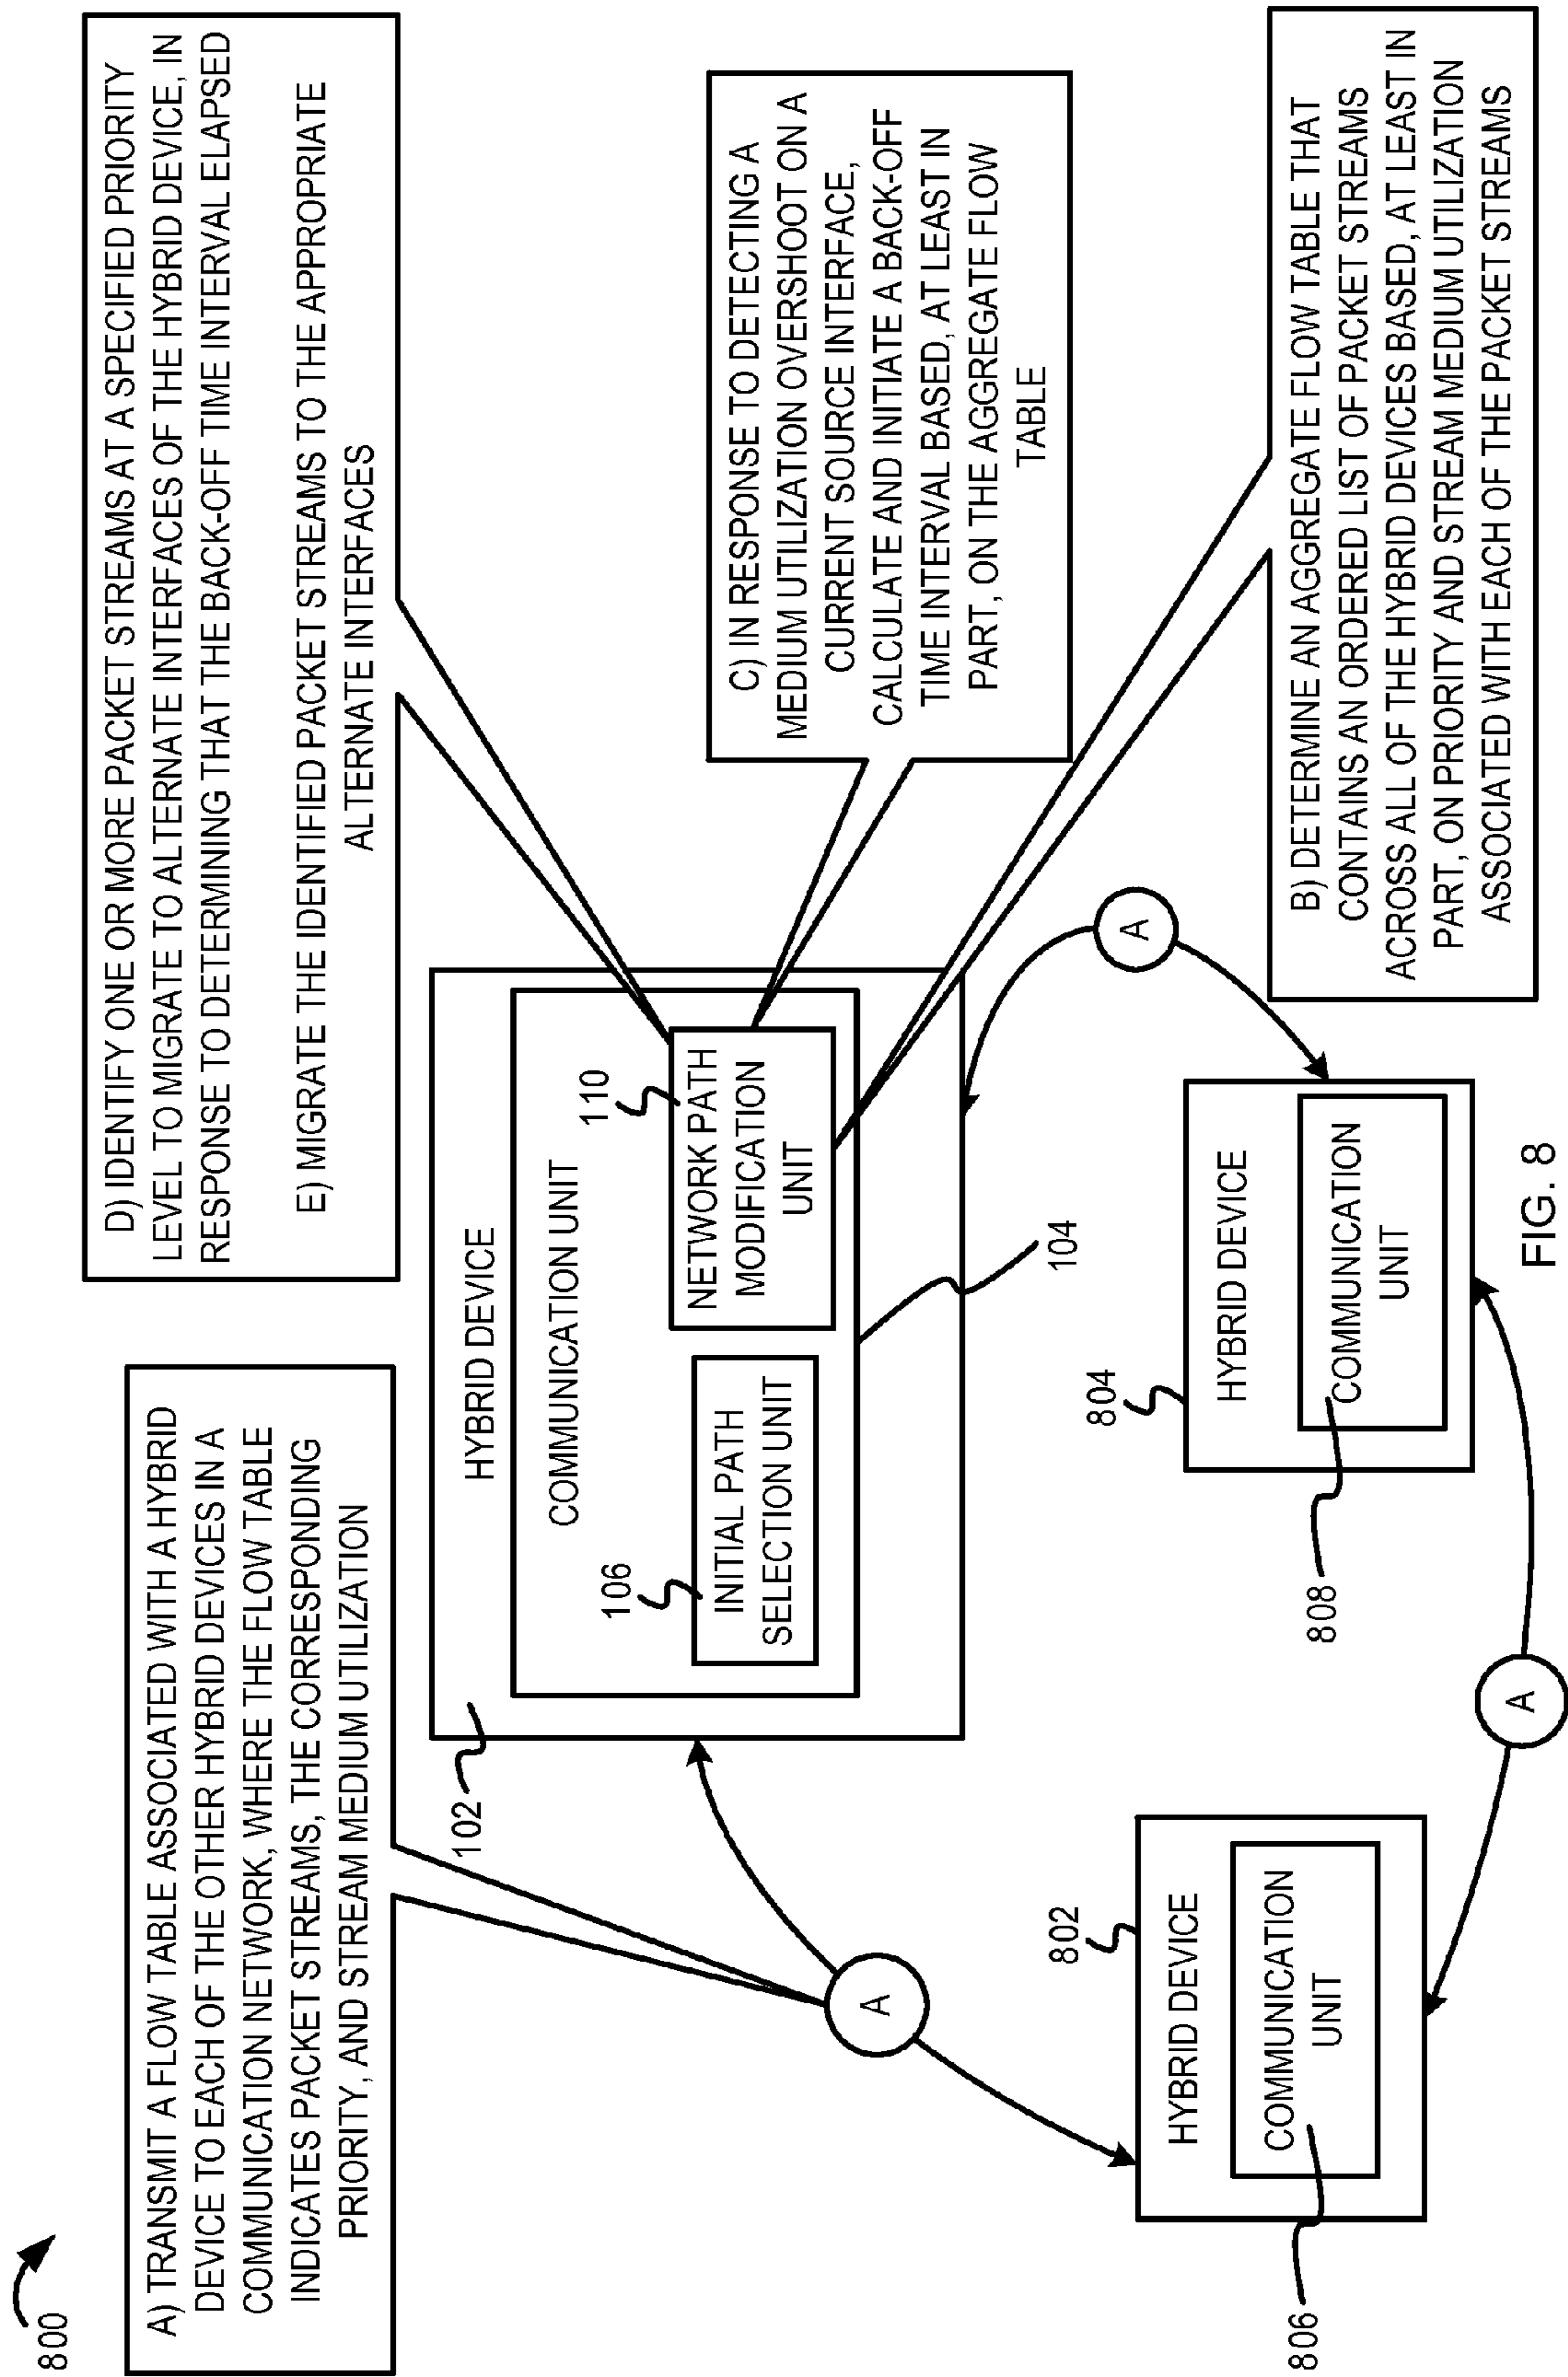 800
A) TRANSMIT A FLOW TABLE ASSOCIATED WITH A HYBRID
DEVICE TO EACH OF THE OTHER HYBRID DEVICES IN A
COMMUNICATION NETWORK, WHERE THE FLOW TABLE
INDICATES PACKET STREAMS, THE CORRESPONDING
PRIORITY, AND STREAM MEDIUM UTILIZATION
D) IDENTIFY ONE OR MORE PACKET STREAMS AT A SPECIFIED PRIORITY
LEVEL TO MIGRATE TO ALTERNATE INTERFACES OF THE HYBRID DEVICE, IN
RESPONSE TO DETERMINING THAT THE BACK-OFF TIME INTERVAL ELAPSED
E) MIGRATE THE IDENTIFIED PACKET STREAMS TO THE APPROPRIATE
ALTERNATE INTERFACES
102
HYBRID DEVICE
COMMUNICATION UNIT
106
INITIAL PATH
SELECTION UNIT
110
NETWORK PATH
MODIFICATION
UNIT
104
C) IN RESPONSE TO DETECTING A
MEDIUM UTILIZATION OVERSHOOT ON A
CURRENT SOURCE INTERFACE,
CALCULATE AND INITIATE A BACK-OFF
TIME INTERVAL BASED, AT LEAST IN
PART, ON THE AGGREGATE FLOW
TABLE
A
A
802
HYBRID DEVICE
COMMUNICATION
UNIT
806
804
HYBRID DEVICE
COMMUNICATION
UNIT
808
A
B) DETERMINE AN AGGREGATE FLOW TABLE THAT
CONTAINS AN ORDERED LIST OF PACKET STREAMS
ACROSS ALL OF THE HYBRID DEVICES BASED, AT LEAST IN
PART, ON PRIORITY AND STREAM MEDIUM UTILIZATION
ASSOCIATED WITH EACH OF THE PACKET STREAMS
FIG. 8